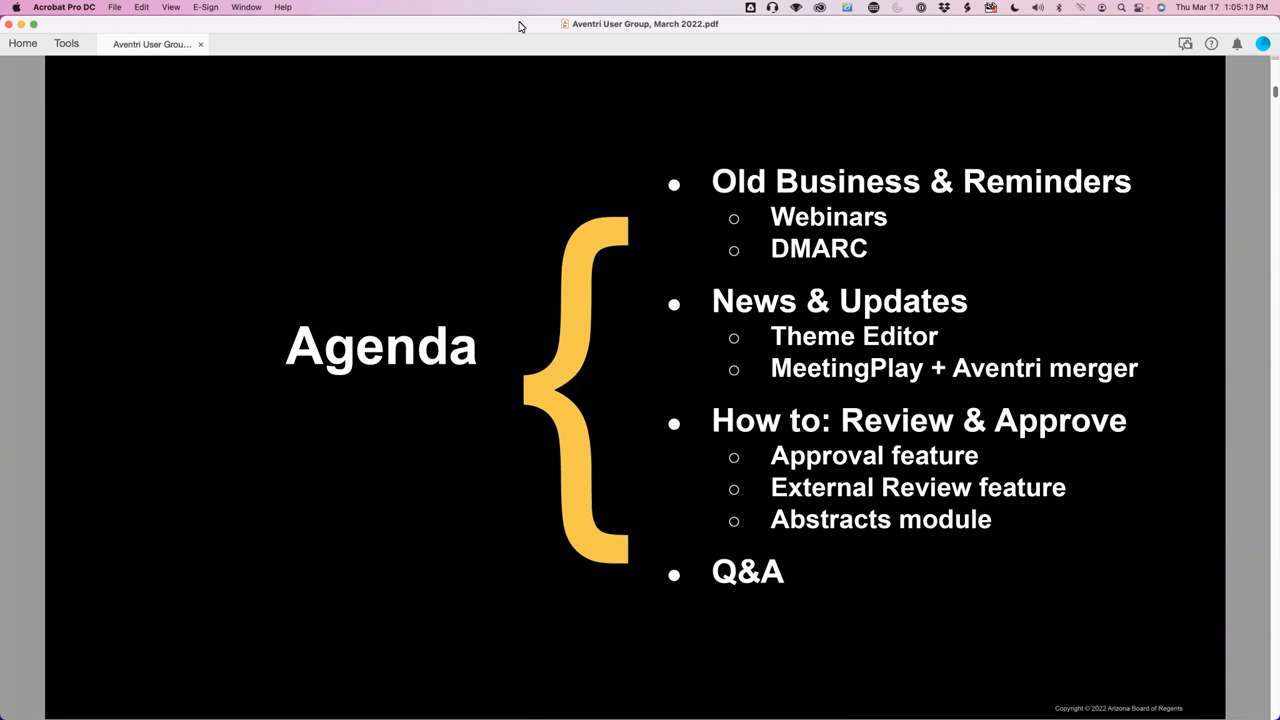 Acrobat Pro DC File Edit View E-Sign Window Help Thu Mar 17 1:05:13 PM
Aventri User Group, March 2022.pdf
Home Tools Aventri User Grou... ×
Agenda
{
● Old Business & Reminders
○ Webinars
○ DMARC
● News & Updates
○ Theme Editor
○ MeetingPlay + Aventri merger
● How to: Review & Approve
○ Approval feature
○ External Review feature
○ Abstracts module
● Q&A
Copyright © 2022 Arizona Board of Regents